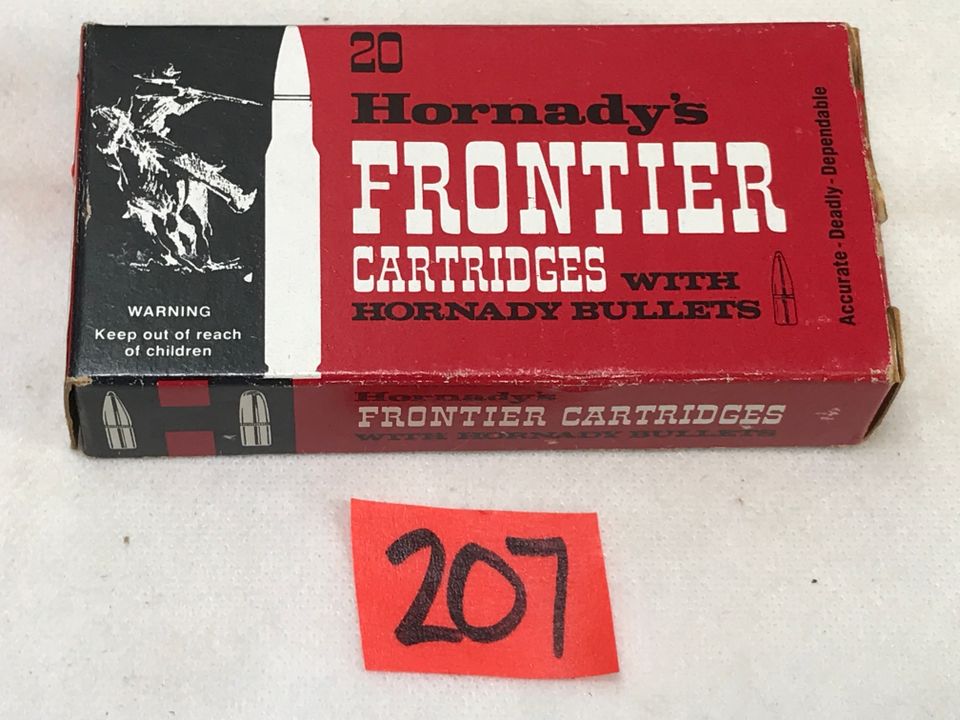 20
Hornady's
FRONTIER
CARTRIDGES WITH
HORNADY BULLETS
Accurate - Deadly - Dependable
WARNING
Keep out of reach
of children
Hornady's
FRONTIER CARTRIDGES
WITH HORNADY BULLETS
207